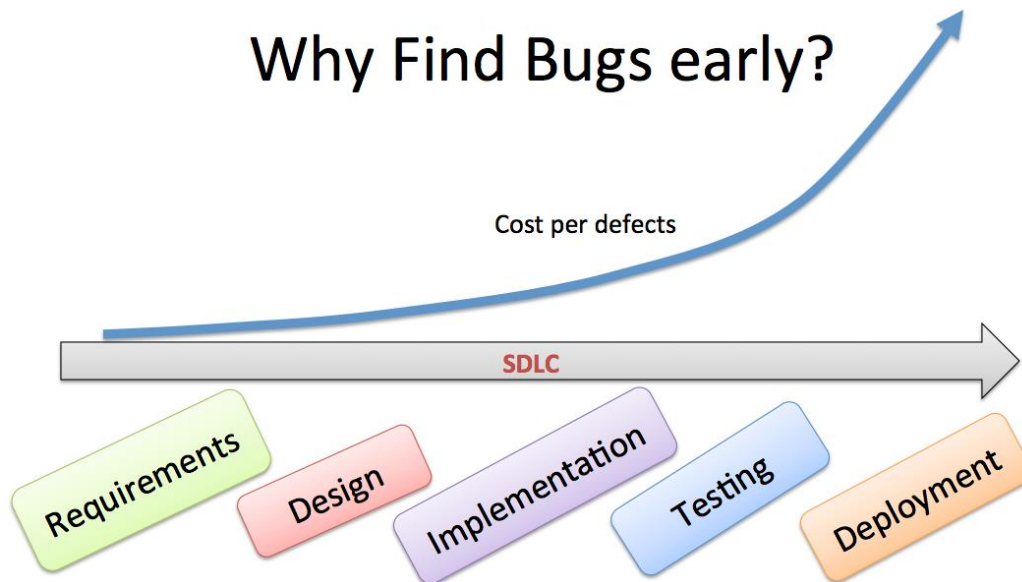 Why Find Bugs early?
Cost per defects
SDLC
Requirements
Design
Implementation
Testing
Deployment